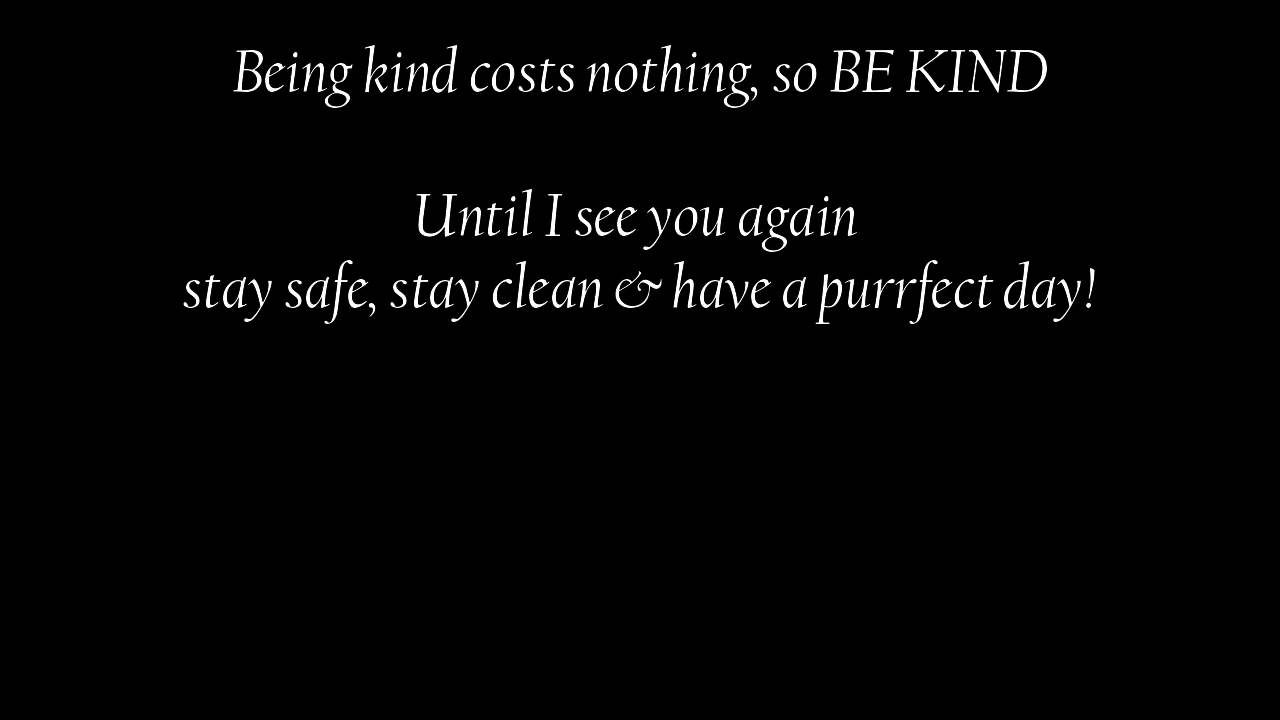 Being kind costs nothing, so BE KIND
Until I see you again
stay safe, stay clean & have a purrfect day!